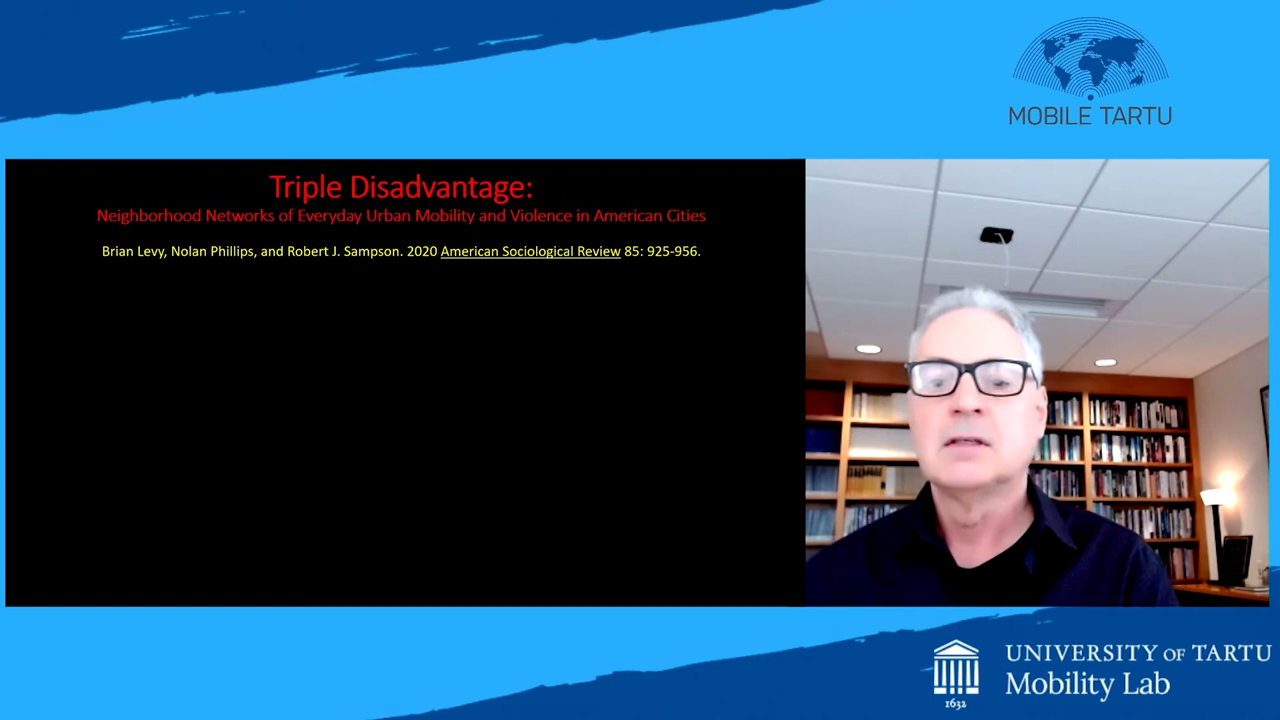 MOBILE TARTU
Triple Disadvantage:
Neighborhood Networks of Everyday Urban Mobility and Violence in American Cities
Brian Levy, Nolan Phillips, and Robert J. Sampson. 2020 American Sociological Review 85: 925-956.
UNIVERSITY OF TARTU
Mobility Lab
1632